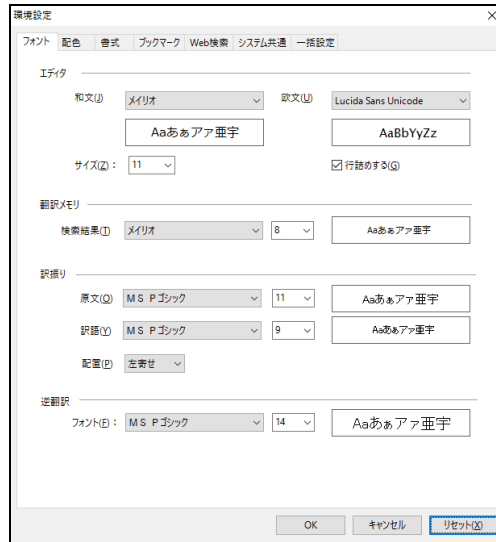 環境設定
フォント 配色 書式 ブックマーク Web検索 システム共通 一括設定
エディタ
和文(J) メイリオ 欧文(U) Lucida Sans Unicode
Aaあぁアァ亜宇 AaBbYyZz
サイズ(Z)： 11 行詰めする(G)
翻訳メモリ
検索結果(T) メイリオ 8 Aaあぁアァ亜宇
訳振り
原文(O) ＭＳ Ｐゴシック 11 Aaあぁアァ亜宇
訳語(Y) ＭＳ Ｐゴシック 9 Aaあぁアァ亜宇
配置(P) 左寄せ
逆翻訳
フォント(F)： ＭＳ Ｐゴシック 14 Aaあぁアァ亜宇
OK キャンセル リセット(X)